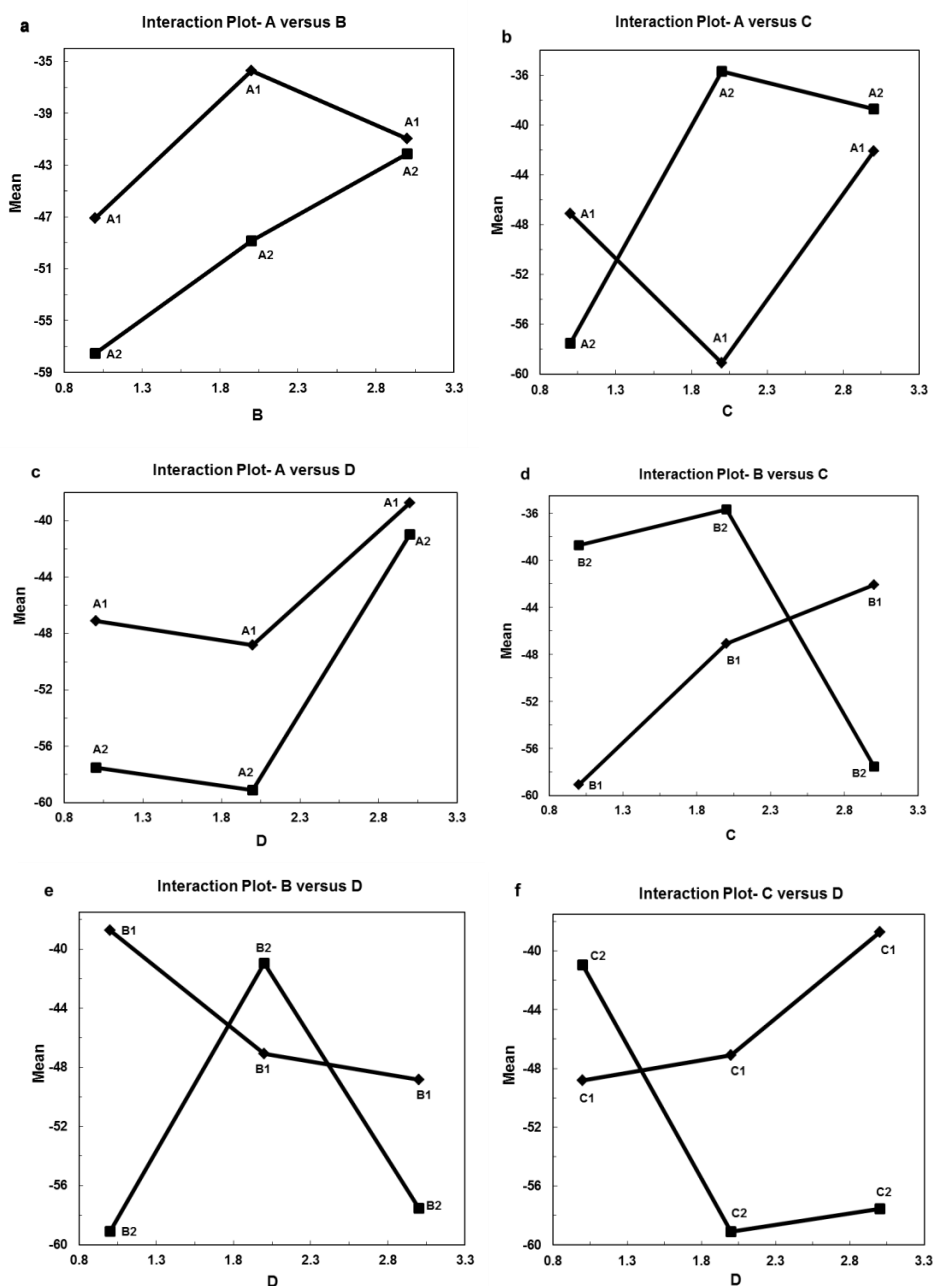 a
Interaction Plot- A versus B
-35
-39
-43
-47
-51
-55
-59
Mean
A1
A1
A1
A2
A2
A2
0.8 1.3 1.8 2.3 2.8 3.3
B
b
Interaction Plot- A versus C
-36
-40
-44
-48
-52
-56
-60
Mean
A2
A2
A1
A1
A2
A1
0.8 1.3 1.8 2.3 2.8 3.3
C
c
Interaction Plot- A versus D
-40
-44
-48
-52
-56
-60
Mean
A1
A1
A1
A2
A2
A2
0.8 1.3 1.8 2.3 2.8 3.3
D
d
Interaction Plot- B versus C
-36
-40
-44
-48
-52
-56
-60
Mean
B2
B2
B1
B1
B2
B1
0.8 1.3 1.8 2.3 2.8 3.3
C
e
Interaction Plot- B versus D
-40
-44
-48
-52
-56
-60
Mean
B1
B2
B1
B1
B2
B2
0.8 1.3 1.8 2.3 2.8 3.3
D
f
Interaction Plot- C versus D
-40
-44
-48
-52
-56
-60
Mean
C2
C1
C1
C1
C2
C2
0.8 1.3 1.8 2.3 2.8 3.3
D